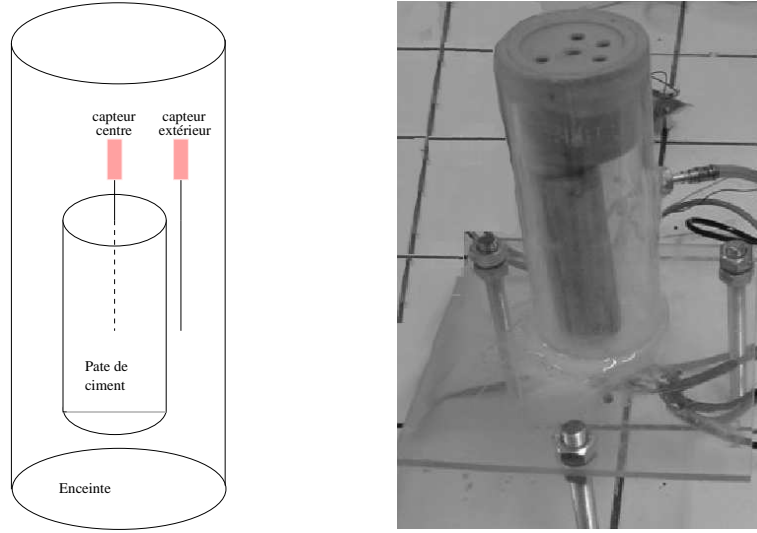 capteur
centre
capteur
extérieur
Pate de
ciment
Enceinte